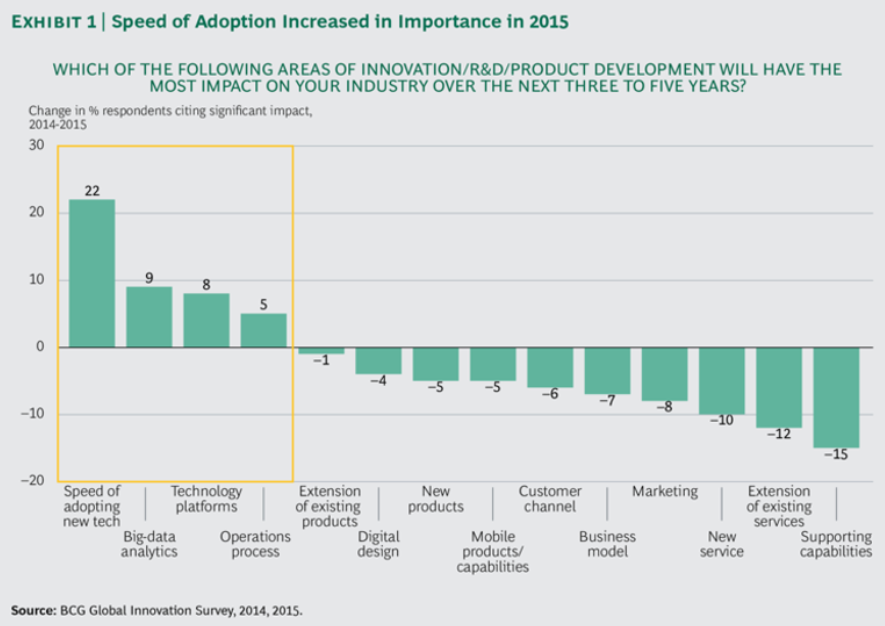 EXHIBIT 1 | Speed of Adoption Increased in Importance in 2015
WHICH OF THE FOLLOWING AREAS OF INNOVATION/R&D/PRODUCT DEVELOPMENT WILL HAVE THE
MOST IMPACT ON YOUR INDUSTRY OVER THE NEXT THREE TO FIVE YEARS?
Change in % respondents citing significant impact,
2014-2015
30
20
10
0
–10
–20
22
9
8
5
–1
–4
–5
–5
–6
–7
–8
–10
–12
–15
Speed of
adopting
new tech
Big-data
analytics
Technology
platforms
Operations
process
Extension
of existing
products
Digital
design
New
products
Mobile
products/
capabilities
Customer
channel
Business
model
Marketing
New
service
Extension
of existing
services
Supporting
capabilities
Source: BCG Global Innovation Survey, 2014, 2015.